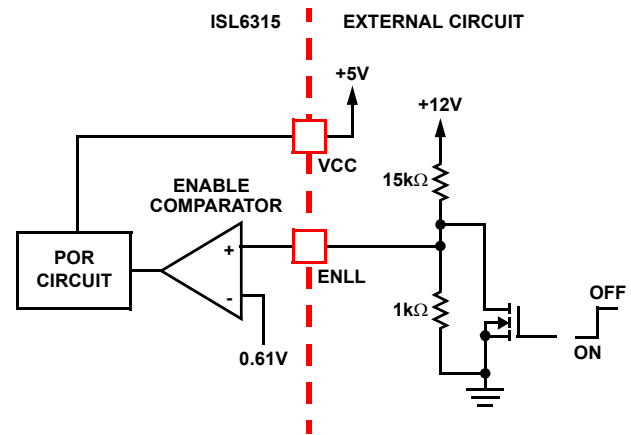 ISL6315
EXTERNAL CIRCUIT
+5V
+12V
VCC
15kΩ
ENABLE
COMPARATOR
POR
CIRCUIT
+
-
ENLL
1kΩ
OFF
ON
0.61V